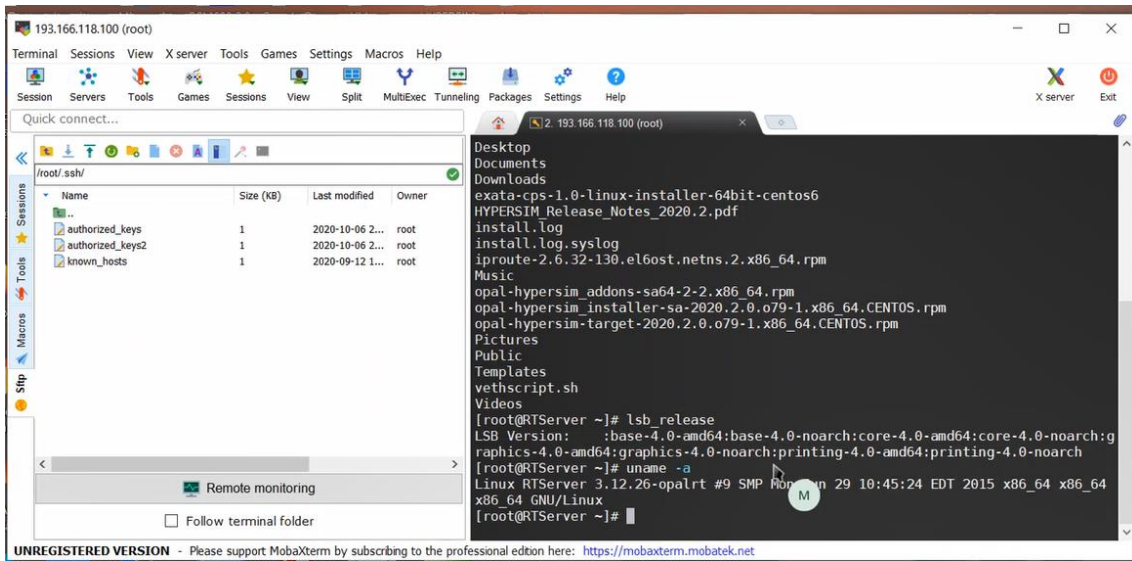 193.166.118.100 (root)
Terminal Sessions View X server Tools Games Settings Macros Help
Session Servers Tools Games Sessions View Split MultiExec Tunneling Packages Settings Help X server Exit
Quick connect...
2. 193.166.118.100 (root)
/root/.ssh/
Name Size (KB) Last modified Owner
..
authorized_keys 1 2020-10-06 2... root
authorized_keys2 1 2020-10-06 2... root
known_hosts 1 2020-09-12 1... root
Sessions
Tools
Macros
Sftp
Remote monitoring
Follow terminal folder
Desktop
Documents
Downloads
exata-cps-1.0-linux-installer-64bit-centos6
HYPERSIM_Release_Notes_2020.2.pdf
install.log
install.log.syslog
iproute-2.6.32-130.el6ost.netns.2.x86_64.rpm
Music
opal-hypersim_addons-sa64-2-2.x86_64.rpm
opal-hypersim_installer-sa-2020.2.0.o79-1.x86_64.CENTOS.rpm
opal-hypersim-target-2020.2.0.o79-1.x86_64.CENTOS.rpm
Pictures
Public
Templates
vethscript.sh
Videos
[root@RTServer ~]# lsb_release
LSB Version: :base-4.0-amd64:base-4.0-noarch:core-4.0-amd64:core-4.0-noarch:g
raphics-4.0-amd64:graphics-4.0-noarch:printing-4.0-amd64:printing-4.0-noarch
[root@RTServer ~]# uname -a
Linux RTServer 3.12.26-opalrt #9 SMP Mon 29 10:45:24 EDT 2015 x86_64 x86_64
x86_64 GNU/Linux
M
[root@RTServer ~]#
UNREGISTERED VERSION - Please support MobaXterm by subscribing to the professional edition here: https://mobaxterm.mobatek.net